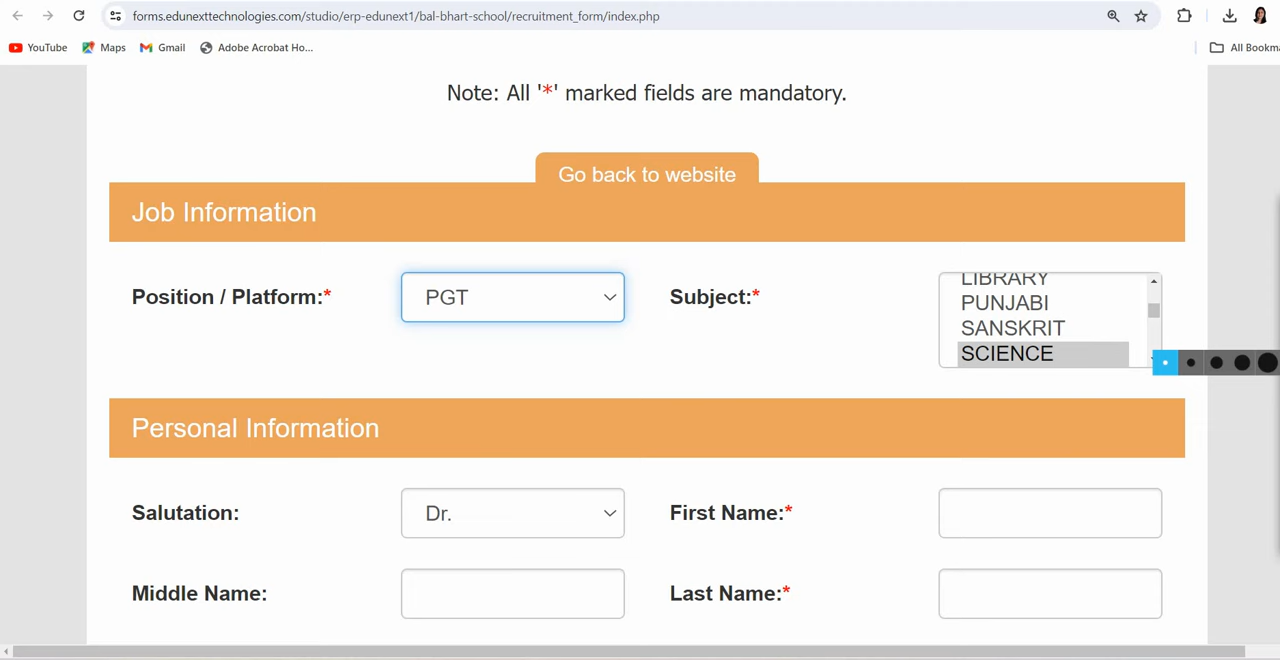 forms.edunexttechnologies.com/studio/erp-edunext1/bal-bhart-school/recruitment_form/index.php
YouTube Maps Gmail Adobe Acrobat Ho... All Bookma
Note: All '*' marked fields are mandatory.
Go back to website
Job Information
Position / Platform:* PGT Subject:*
LIBRARY
PUNJABI
SANSKRIT
SCIENCE
Personal Information
Salutation: Dr. First Name:*
Middle Name: Last Name:*